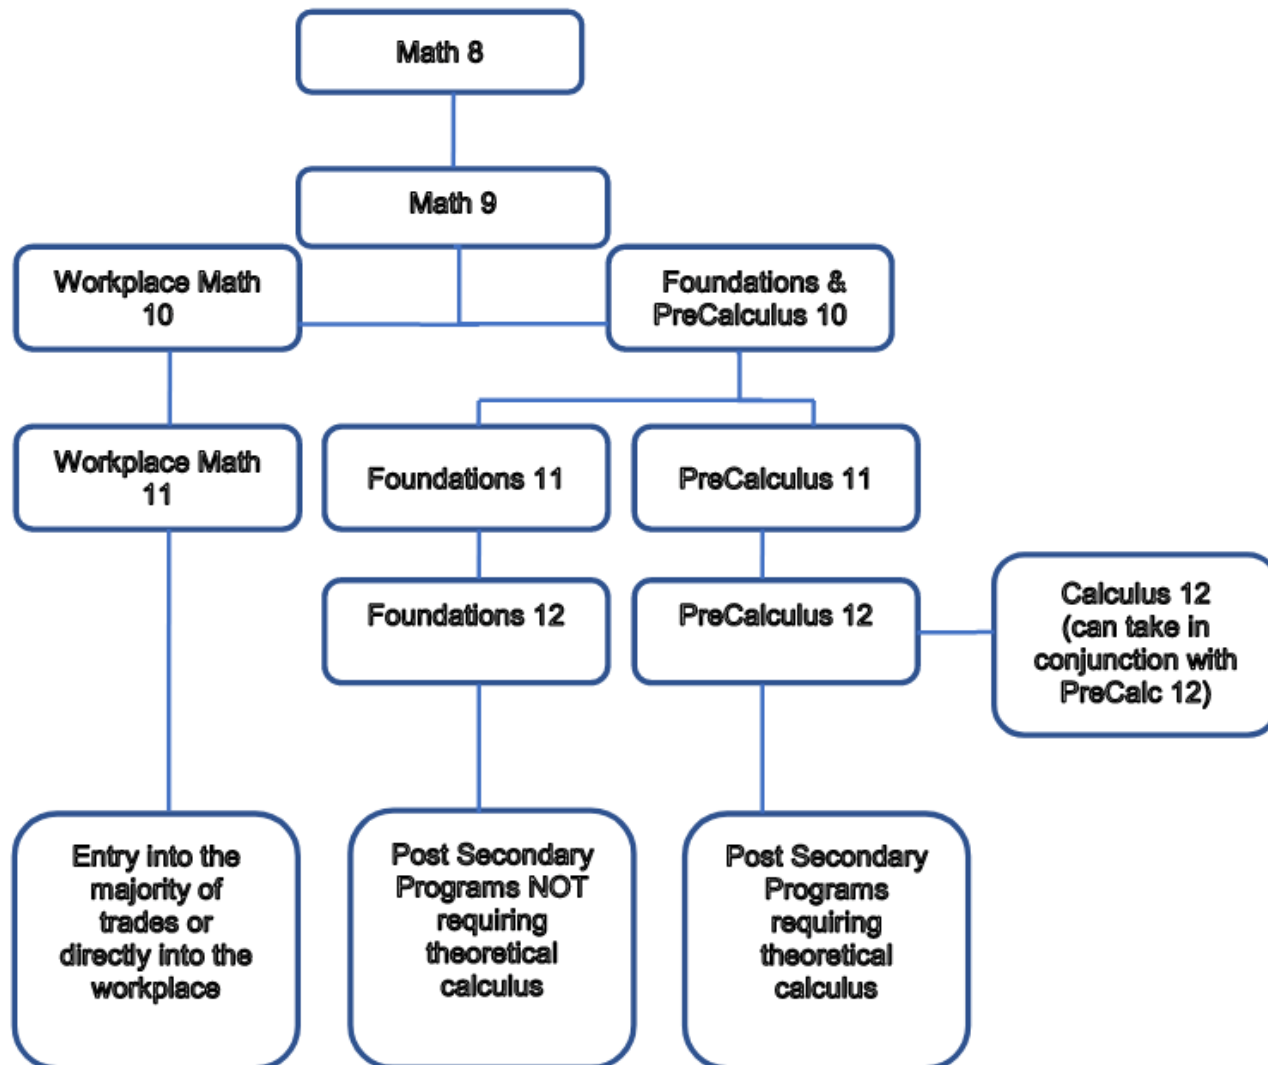 Math 8
Math 9
Workplace Math
10
Foundations &
PreCalculus 10
Workplace Math
11
Foundations 11
PreCalculus 11
Foundations 12
PreCalculus 12
Calculus 12
(can take in
conjunction with
PreCalc 12)
Entry into the
majority of
trades or
directly into the
workplace
Post Secondary
Programs NOT
requiring
theoretical
calculus
Post Secondary
Programs
requiring
theoretical
calculus